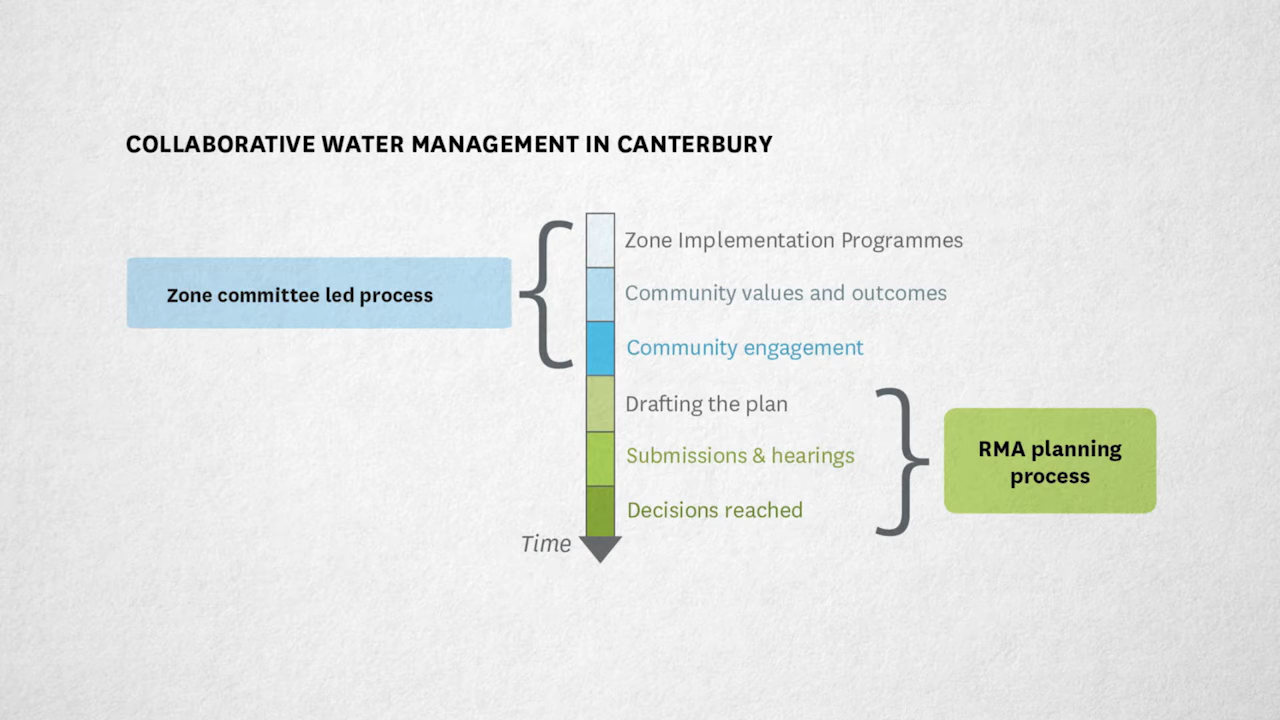 COLLABORATIVE WATER MANAGEMENT IN CANTERBURY
Zone Implementation Programmes
Zone committee led process
Community values and outcomes
Community engagement
Drafting the plan
Submissions & hearings
RMA planning
process
Decisions reached
Time